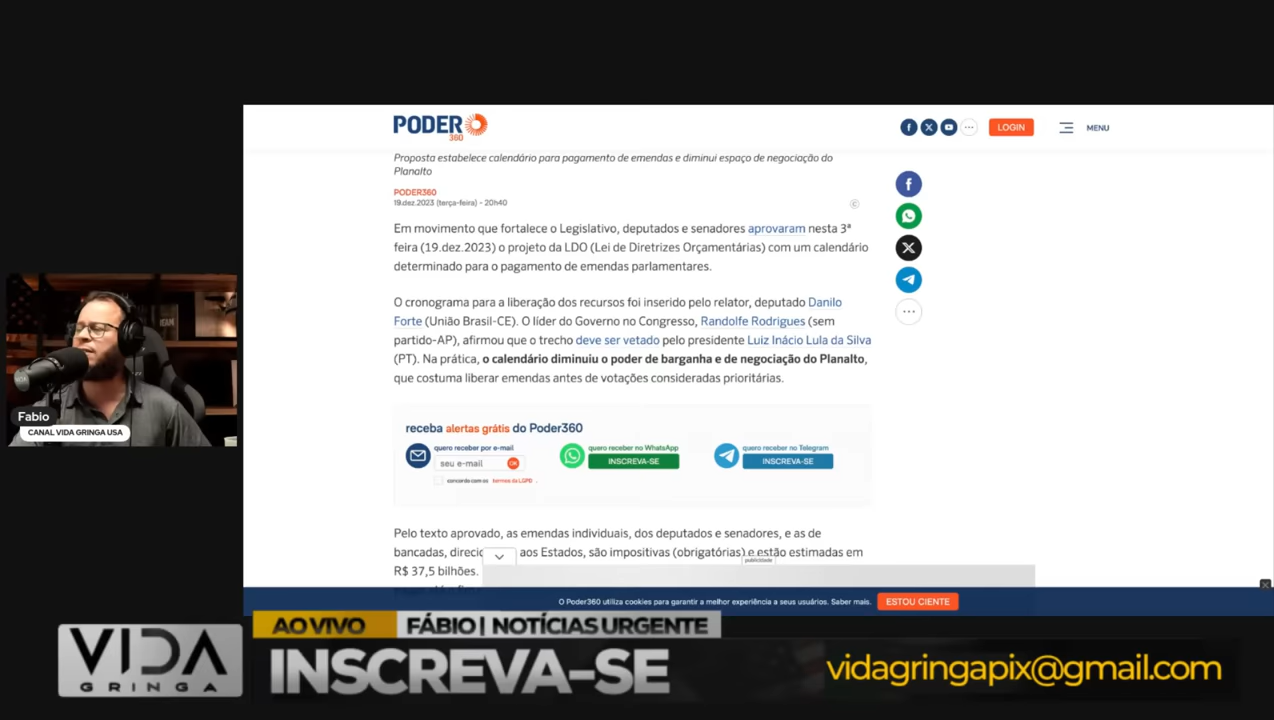 PODER
360
LOGIN
MENU
Proposta estabelece calendário para pagamento de emendas e diminui espaço de negociação do
Planalto
PODER360
19.dez.2023 (terça-feira) - 20h40
Em movimento que fortalece o Legislativo, deputados e senadores aprovaram nesta 3ª
feira (19.dez.2023) o projeto da LDO (Lei de Diretrizes Orçamentárias) com um calendário
determinado para o pagamento de emendas parlamentares.
O cronograma para a liberação dos recursos foi inserido pelo relator, deputado Danilo
Forte (União Brasil-CE). O líder do Governo no Congresso, Randolfe Rodrigues (sem
partido-AP), afirmou que o trecho deve ser vetado pelo presidente Luiz Inácio Lula da Silva
(PT). Na prática, o calendário diminuiu o poder de barganha e de negociação do Planalto,
que costuma liberar emendas antes de votações consideradas prioritárias.
receba alertas grátis do Poder360
quero receber por e-mail
seu e-mail
OK
concordo com os termos da LGPD.
quero receber no WhatsApp
INSCREVA-SE
quero receber no Telegram
INSCREVA-SE
Pelo texto aprovado, as emendas individuais, dos deputados e senadores, e as de
bancadas, direcio aos Estados, são impositivas (obrigatórias) e estão estimadas em
publicidade
R$ 37,5 bilhões.
O Poder360 utiliza cookies para garantir a melhor experiência a seus usuários. Saber mais.
ESTOU CIENTE
Fabio
CANAL VIDA GRINGA USA
AO VIVO
FÁBIO | NOTÍCIAS URGENTE
VIDA
GRINGA
INSCREVA-SE
vidagringapix@gmail.com